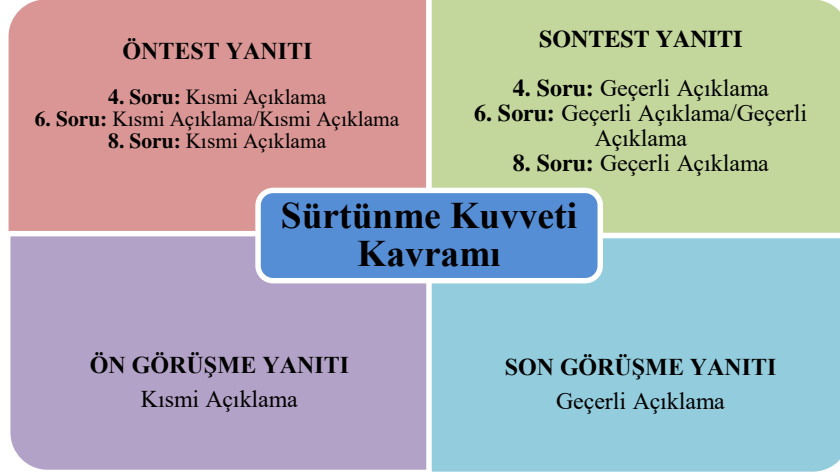 ÖNTEST YANITI
4. Soru: Kısmi Açıklama
6. Soru: Kısmi Açıklama/Kısmi Açıklama
8. Soru: Kısmi Açıklama
SONTEST YANITI
4. Soru: Geçerli Açıklama
6. Soru: Geçerli Açıklama/Geçerli
Açıklama
8. Soru: Geçerli Açıklama
Sürtünme Kuvveti
Kavramı
ÖN GÖRÜŞME YANITI
Kısmi Açıklama
SON GÖRÜŞME YANITI
Geçerli Açıklama